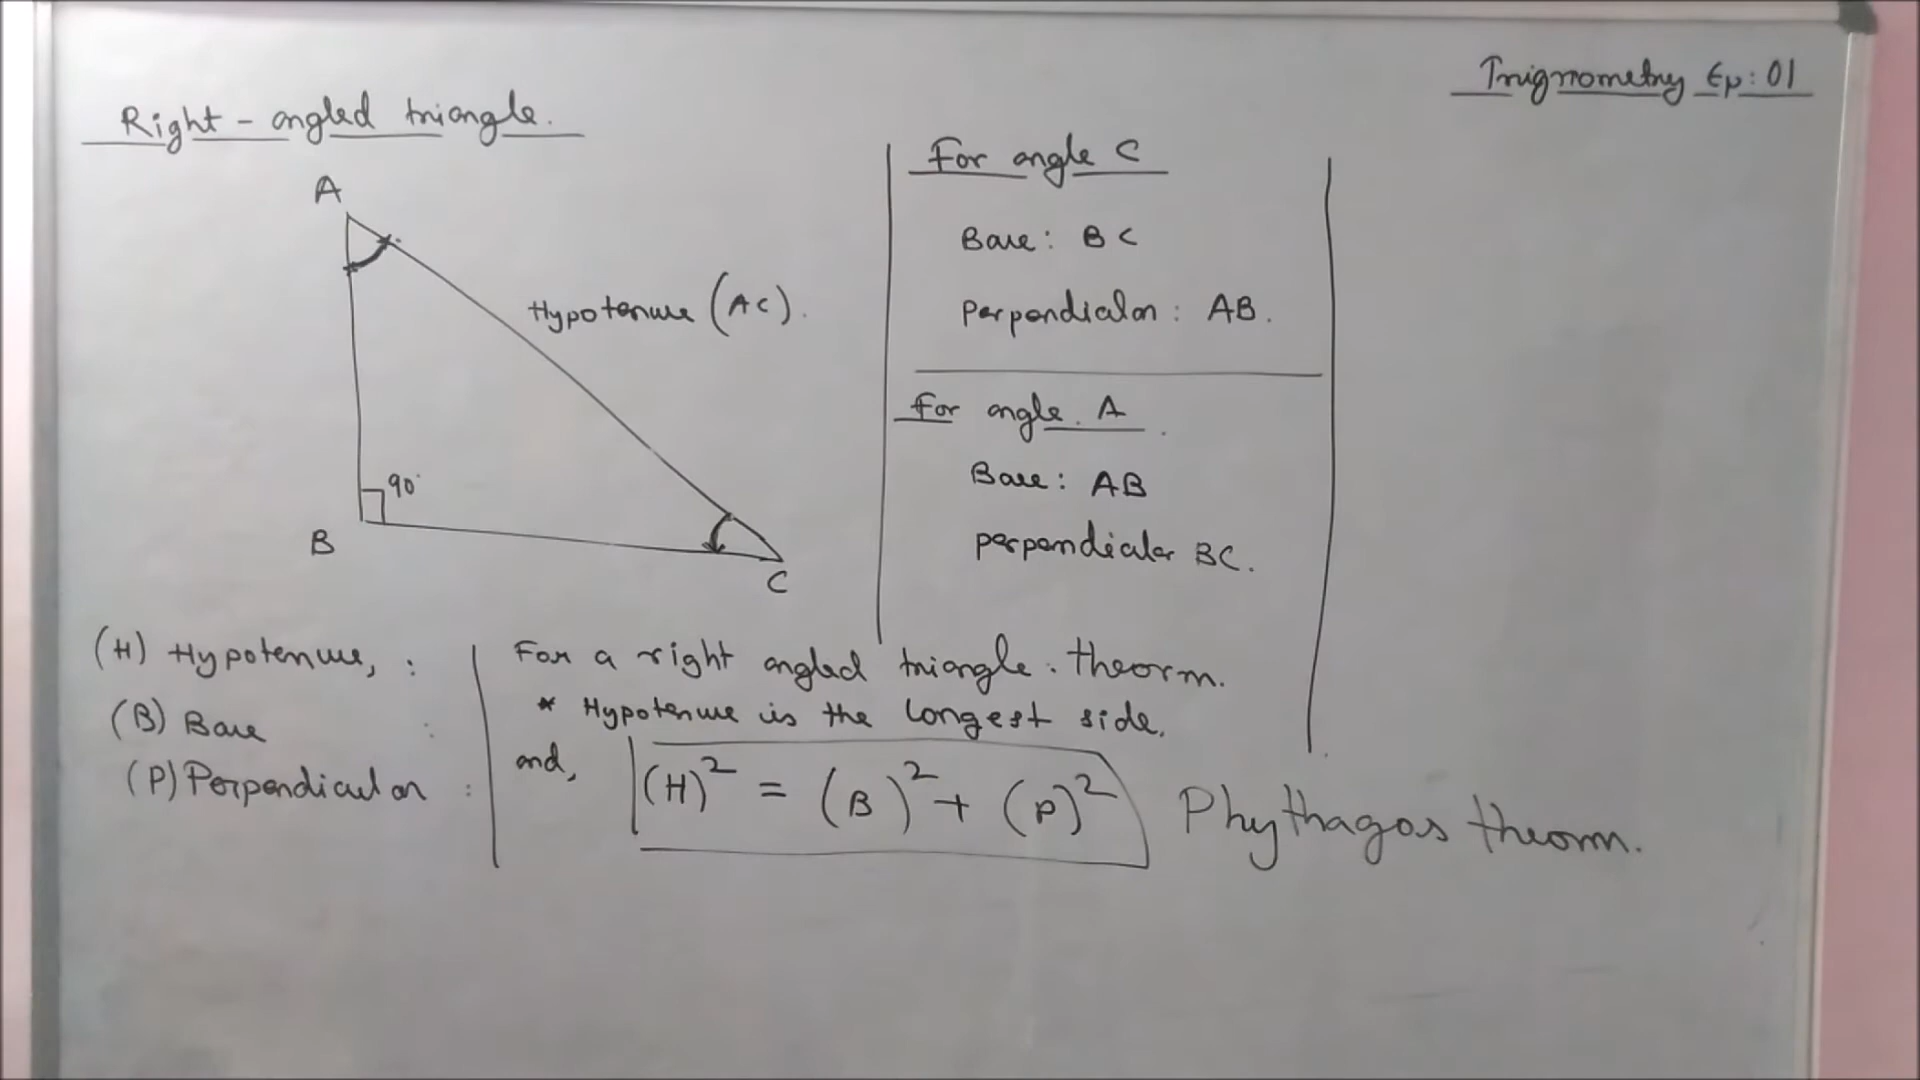 Trignometry Ep: 01
Right-angled triangle.
A
Hypotenuse (AC).
90°
B
C
For angle C
Base: BC
Perpendicular: AB.
For angle A
Base: AB
perpendicular BC.
(H) Hypotenuse, :
(B) Base :
(P) Perpendicular :
For a right angled triangle. theorm.
* Hypotenuse is the longest side.
and, (H)² = (B)² + (P)² Phythagos theorm.